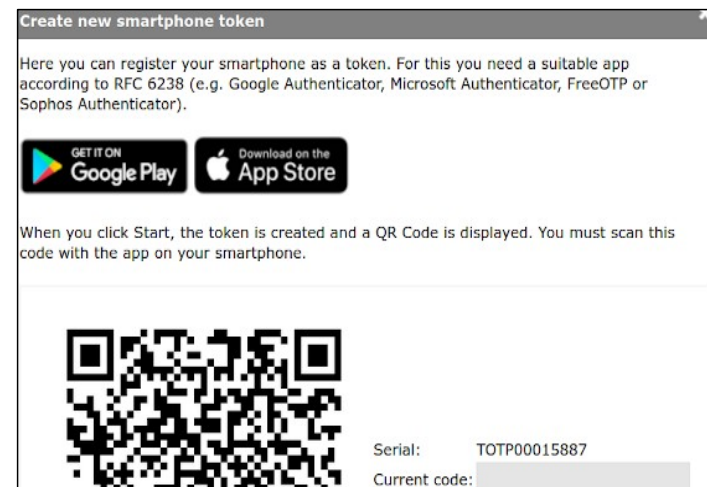 Create new smartphone token
Here you can register your smartphone as a token. For this you need a suitable app
according to RFC 6238 (e.g. Google Authenticator, Microsoft Authenticator, FreeOTP or
Sophos Authenticator).
GET IT ON
Google Play
Download on the
App Store
When you click Start, the token is created and a QR Code is displayed. You must scan this
code with the app on your smartphone.
Serial: TOTP00015887
Current code: